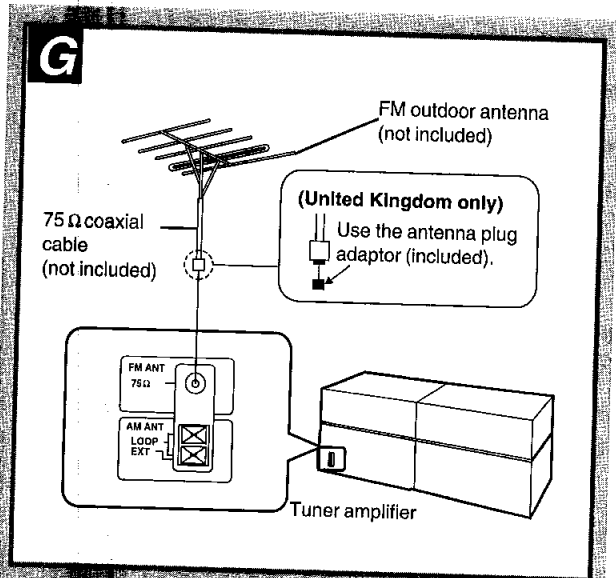 G
FM outdoor antenna
(not included)
(United Kingdom only)
Use the antenna plug
adaptor (included).
75 Ω coaxial
cable
(not included)
FM ANT
75Ω
AM ANT
LOOP
EXT
Tuner amplifier